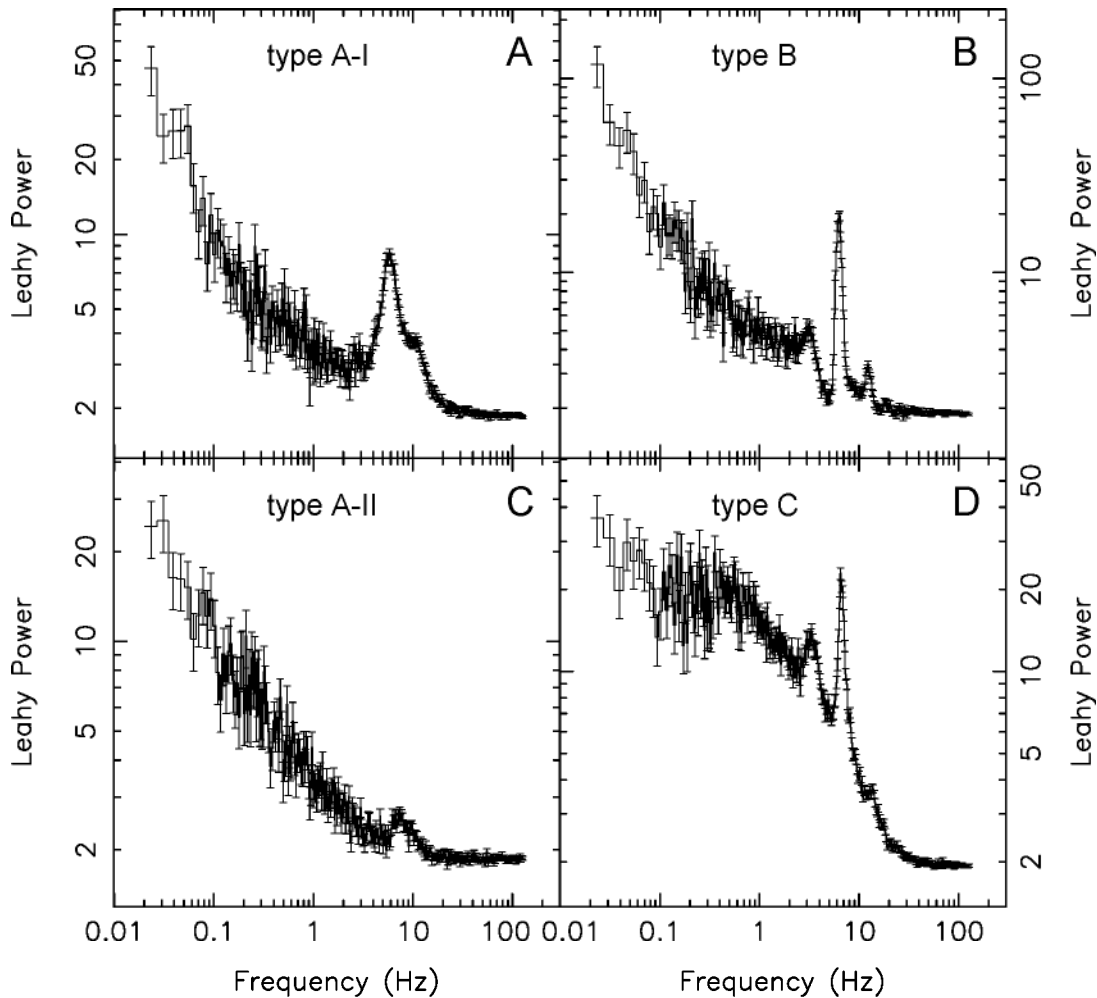 type A-I
A
type B
B
50
20
10
5
2
Leahy Power
100
10
Leahy Power
type A-II
C
type C
D
20
10
5
2
Leahy Power
50
20
10
5
2
Leahy Power
0.01 0.1 1 10 100
0.01 0.1 1 10 100
Frequency (Hz)
Frequency (Hz)